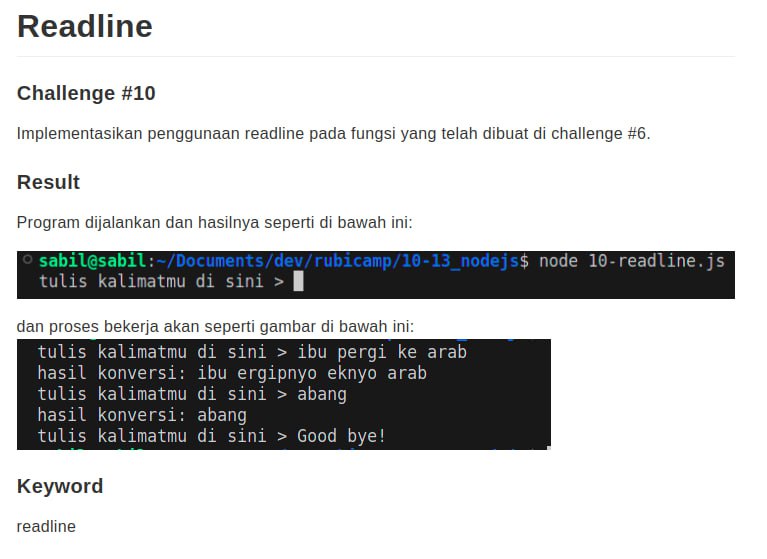 Readline
Challenge #10
Implementasikan penggunaan readline pada fungsi yang telah dibuat di challenge #6.
Result
Program dijalankan dan hasilnya seperti di bawah ini:
sabil@sabil:~/Documents/dev/rubicamp/10-13_nodejs$ node 10-readline.js
tulis kalimatmu di sini >
dan proses bekerja akan seperti gambar di bawah ini:
tulis kalimatmu di sini > ibu pergi ke arab
hasil konversi: ibu ergipnyo eknyo arab
tulis kalimatmu di sini > abang
hasil konversi: abang
tulis kalimatmu di sini > Good bye!
Keyword
readline